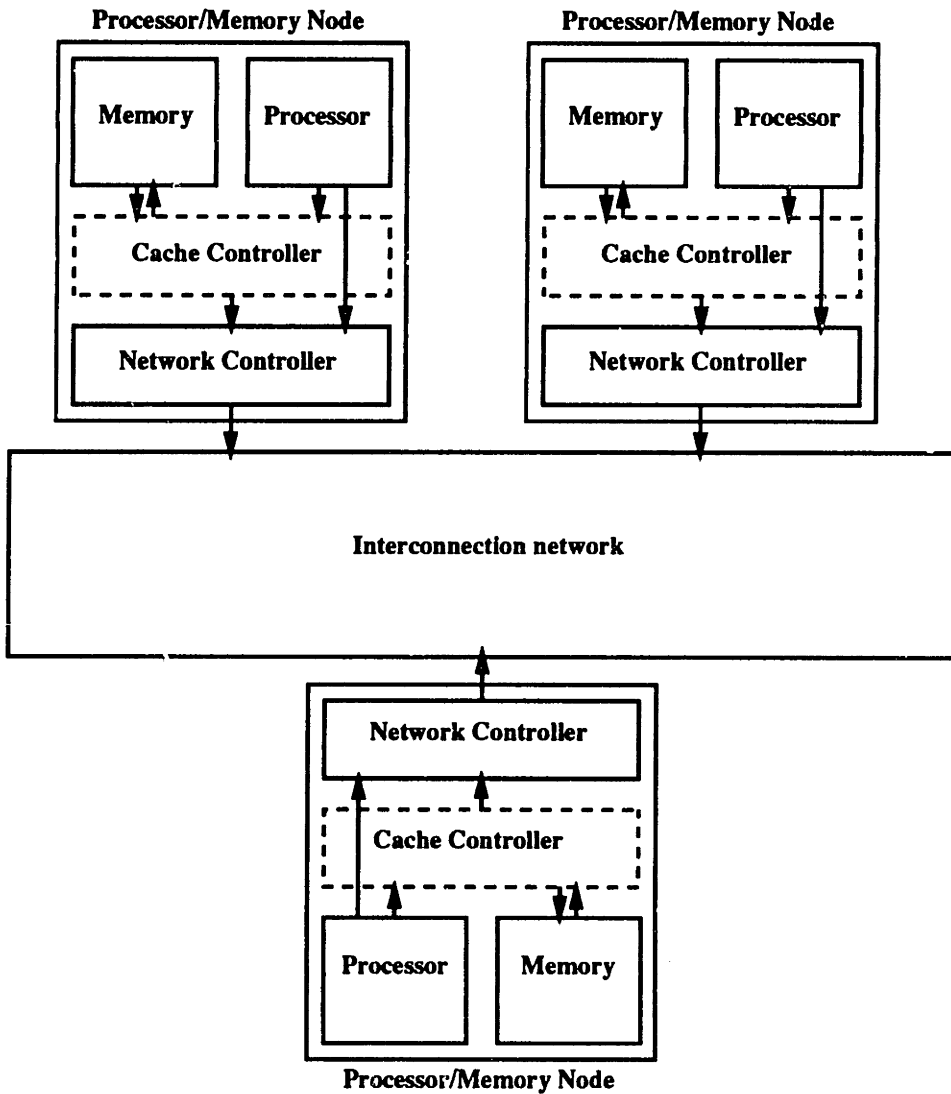 Processor/Memory Node
Processor/Memory Node
Memory
Processor
Memory
Processor
Cache Controller
Cache Controller
Network Controller
Network Controller
Interconnection network
Network Controller
Cache Controller
Processor
Memory
Processor/Memory Node